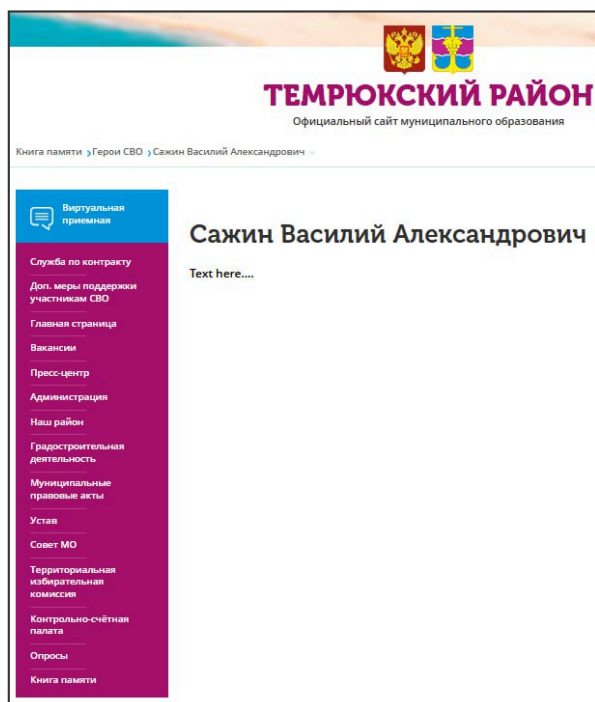 ТЕМРЮКСКИЙ РАЙОН
Официальный сайт муниципального образования
Книга памяти › Герои СВО › Сажин Василий Александрович
Виртуальная
приемная
Служба по контракту
Доп. меры поддержки
участникам СВО
Главная страница
Вакансии
Пресс-центр
Администрация
Наш район
Градостроительная
деятельность
Муниципальные
правовые акты
Устав
Совет МО
Территориальная
избирательная
комиссия
Контрольно-счётная
палата
Опросы
Книга памяти
Сажин Василий Александрович
Text here....